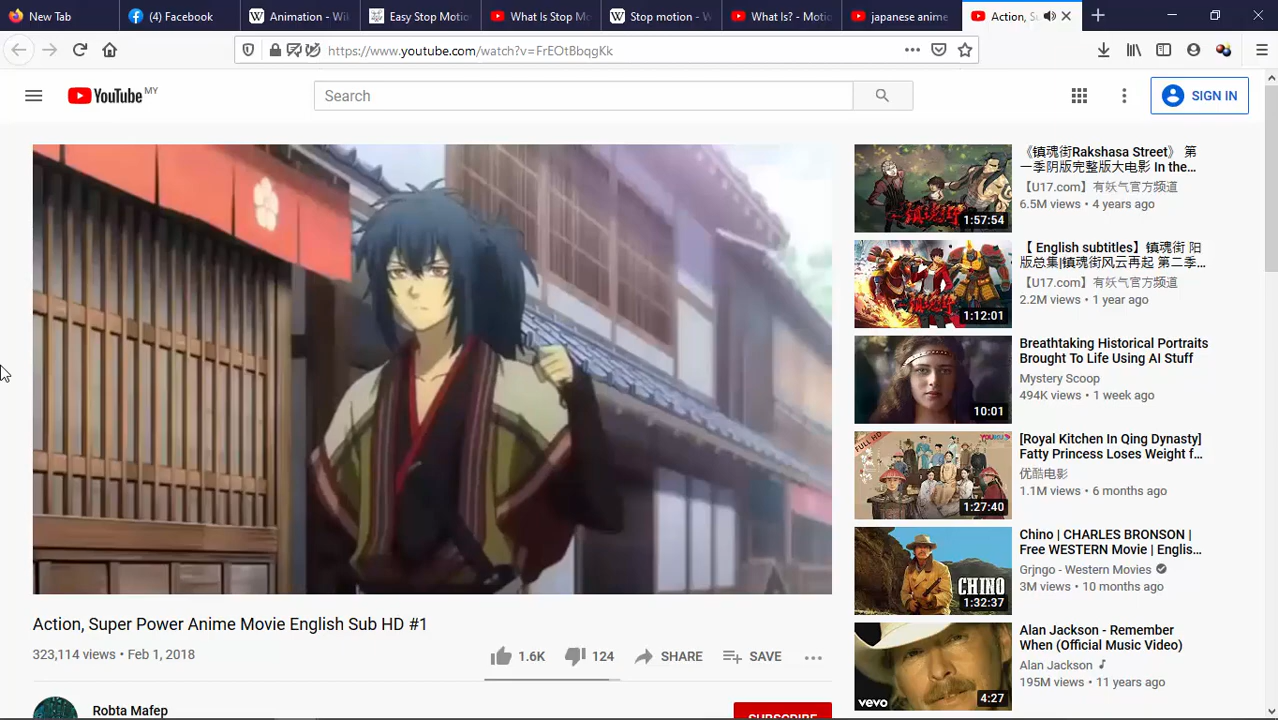 New Tab
(4) Facebook
Animation - Wi
Easy Stop Motio
What Is Stop Mo
Stop motion - W
What Is? - Motio
japanese anime
Action, Su
https://www.youtube.com/watch?v=FrEOtBbqgKk
YouTube MY
Search
SIGN IN
《镇魂街Rakshasa Street》 第
一季阴版完整版大电影 In the...
【U17.com】有妖气官方频道
6.5M views • 4 years ago
1:57:54
【 English subtitles】镇魂街 阳
版总集|镇魂街风云再起 第二季...
【U17.com】有妖气官方频道
2.2M views • 1 year ago
1:12:01
Breathtaking Historical Portraits
Brought To Life Using AI Stuff
Mystery Scoop
494K views • 1 week ago
10:01
FULL HD
YOUKU
[Royal Kitchen In Qing Dynasty]
Fatty Princess Loses Weight f...
优酷电影
1.1M views • 6 months ago
1:27:40
Chino | CHARLES BRONSON |
Free WESTERN Movie | Englis...
Grjngo - Western Movies
3M views • 10 months ago
CHINO
1:32:37
Alan Jackson - Remember
When (Official Music Video)
Alan Jackson
195M views • 11 years ago
vevo
4:27
Action, Super Power Anime Movie English Sub HD #1
323,114 views • Feb 1, 2018
1.6K
124
SHARE
SAVE
Robta Mafep
SUBSCRIBE